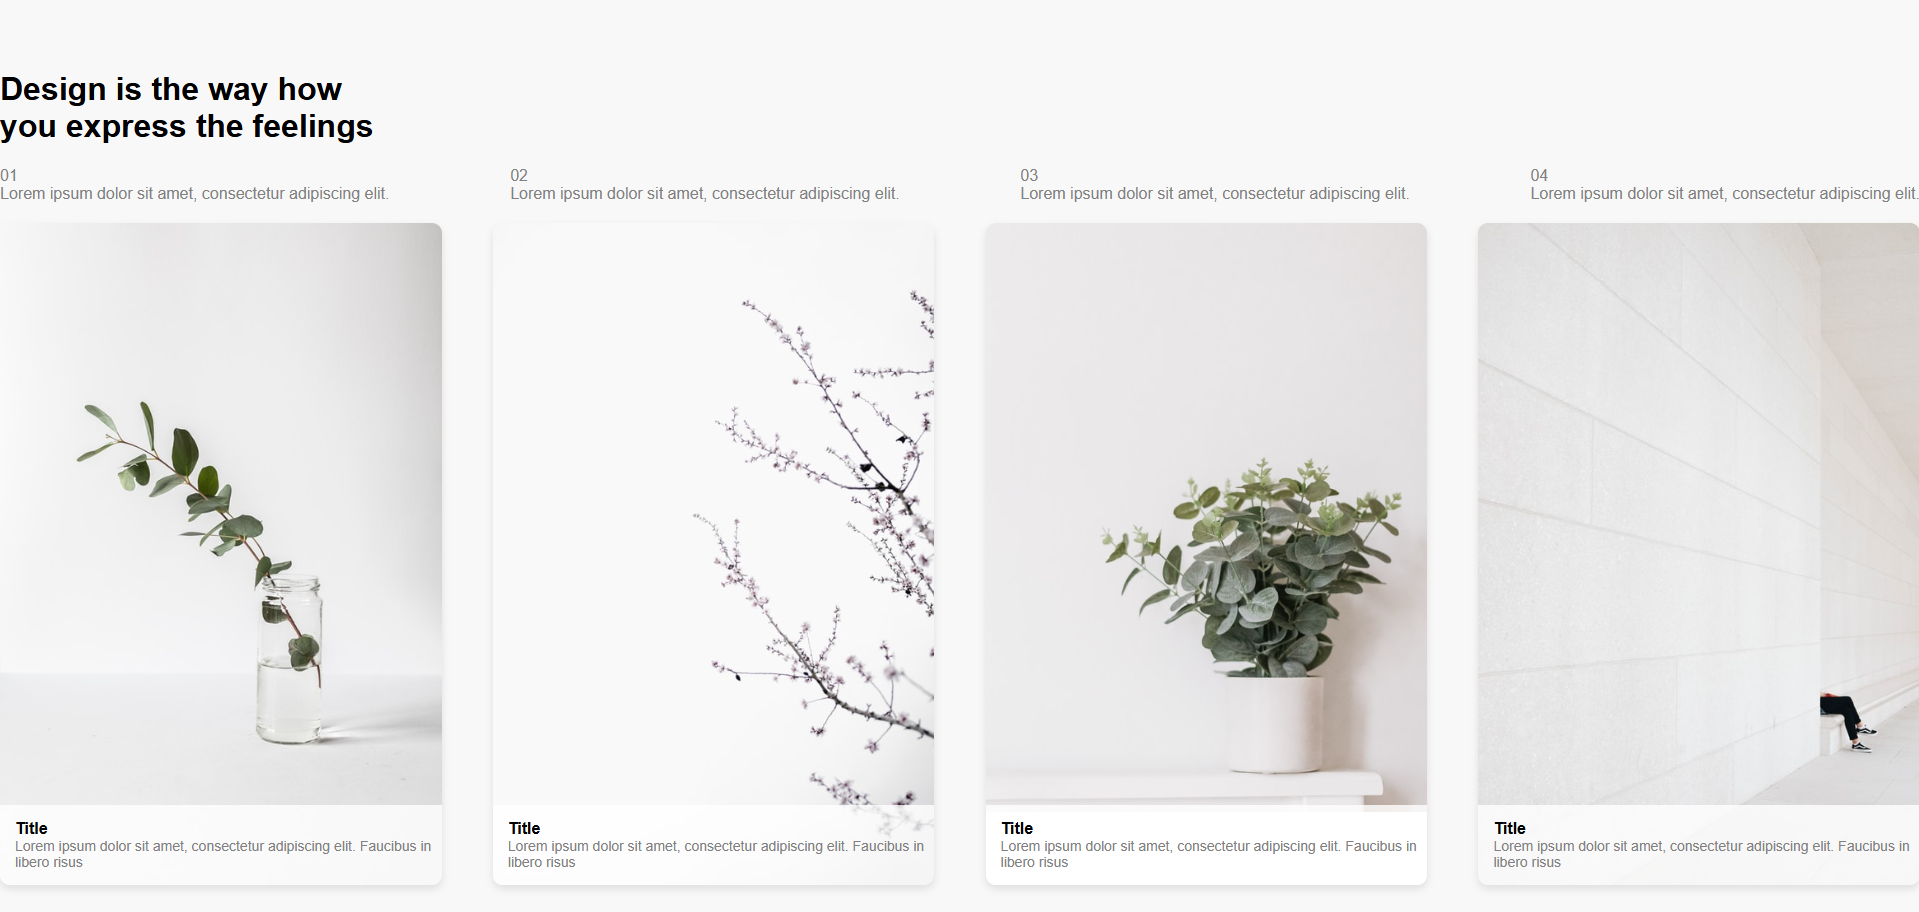 Design is the way how
you express the feelings
01
Lorem ipsum dolor sit amet, consectetur adipiscing elit.
02
Lorem ipsum dolor sit amet, consectetur adipiscing elit.
03
Lorem ipsum dolor sit amet, consectetur adipiscing elit.
04
Lorem ipsum dolor sit amet, consectetur adipiscing elit.
Title
Lorem ipsum dolor sit amet, consectetur adipiscing elit. Faucibus in
libero risus
Title
Lorem ipsum dolor sit amet, consectetur adipiscing elit. Faucibus in
libero risus
Title
Lorem ipsum dolor sit amet, consectetur adipiscing elit. Faucibus in
libero risus
Title
Lorem ipsum dolor sit amet, consectetur adipiscing elit. Faucibus in
libero risus